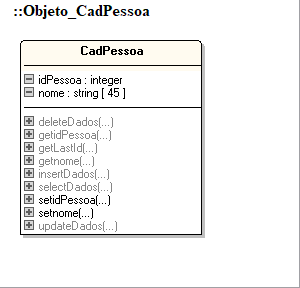 ::Objeto_CadPessoa
CadPessoa
idPessoa : integer
nome : string [ 45 ]
deleteDados(...)
getidPessoa(...)
getLastId(...)
getnome(...)
insertDados(...)
selectDados(...)
setidPessoa(...)
setnome(...)
updateDados(...)